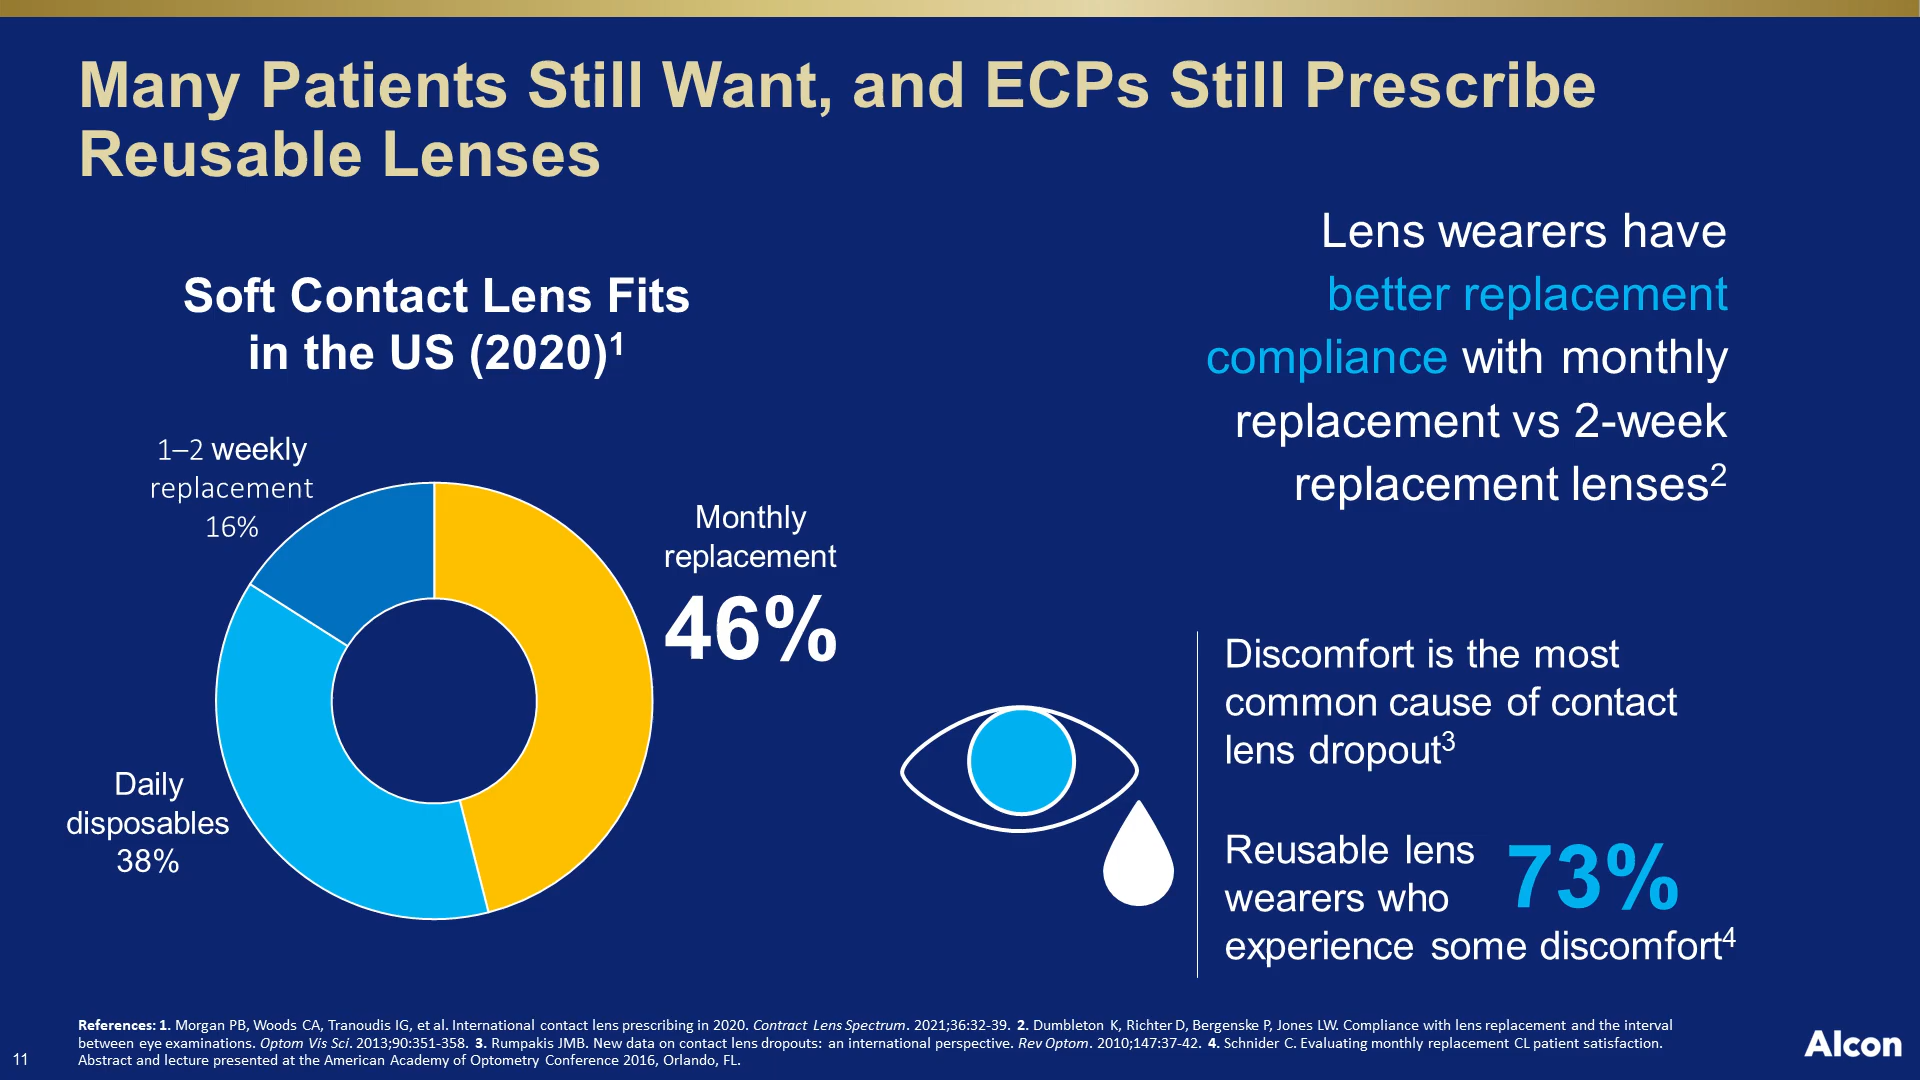 Many Patients Still Want, and ECPs Still Prescribe
Reusable Lenses
Soft Contact Lens Fits
in the US (2020)1
1–2 weekly
replacement
16%
Monthly
replacement
46%
Daily
disposables
38%
Lens wearers have
better replacement
compliance with monthly
replacement vs 2-week
replacement lenses2
Discomfort is the most
common cause of contact
lens dropout3
Reusable lens
wearers who 73%
experience some discomfort4
References: 1. Morgan PB, Woods CA, Tranoudis IG, et al. International contact lens prescribing in 2020. Contract Lens Spectrum. 2021;36:32-39. 2. Dumbleton K, Richter D, Bergenske P, Jones LW. Compliance with lens replacement and the interval
between eye examinations. Optom Vis Sci. 2013;90:351-358. 3. Rumpakis JMB. New data on contact lens dropouts: an international perspective. Rev Optom. 2010;147:37-42. 4. Schnider C. Evaluating monthly replacement CL patient satisfaction.
Abstract and lecture presented at the American Academy of Optometry Conference 2016, Orlando, FL.
11
Alcon